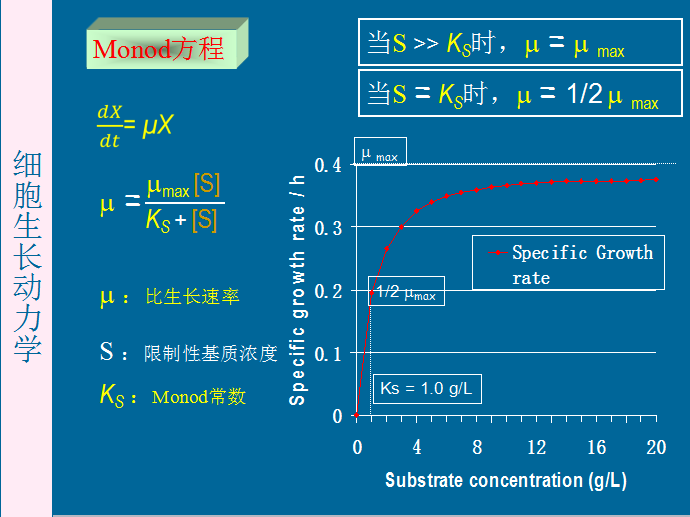 细胞生长动力学
Monod方程
当S >> KS时，μ = μ max
当S = KS时，μ = 1/2 μ max
dX/dt = μX
μ = μmax [S] / KS + [S]
μ ： 比生长速率
S ： 限制性基质浓度
KS ： Monod常数
μ max
0.4
0.3
0.2
0.1
0
Specific growth rate / h
Specific Growth
rate
1/2 μmax
Ks = 1.0 g/L
0 4 8 12 16 20
Substrate concentration (g/L)